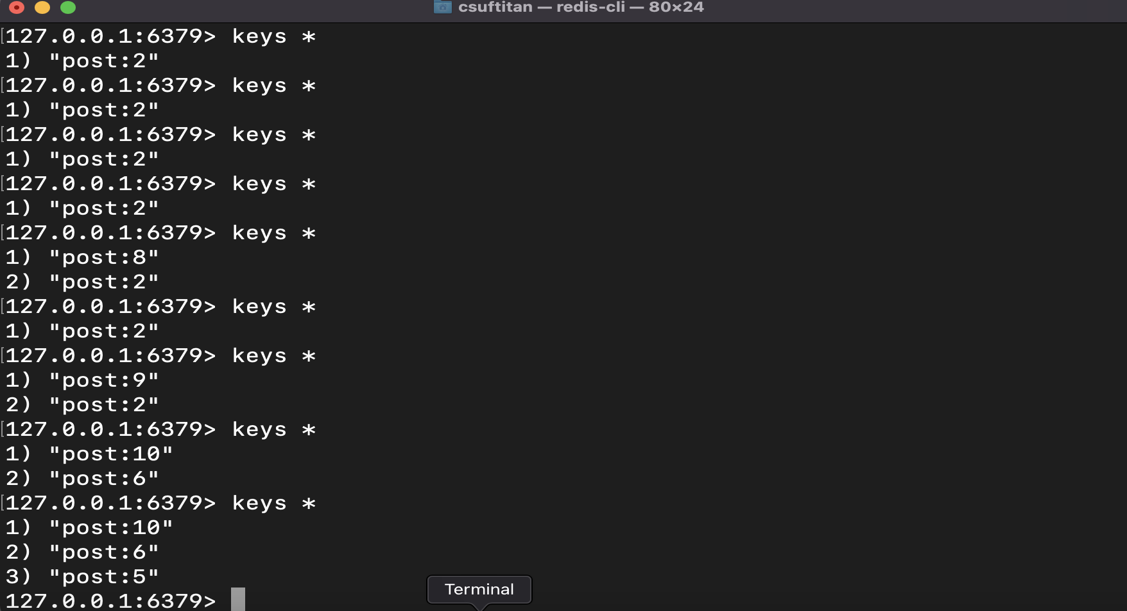 csuftitan — redis-cli — 80×24
[127.0.0.1:6379> keys *
1) "post:2"
[127.0.0.1:6379> keys *
1) "post:2"
[127.0.0.1:6379> keys *
1) "post:2"
[127.0.0.1:6379> keys *
1) "post:2"
[127.0.0.1:6379> keys *
1) "post:8"
2) "post:2"
[127.0.0.1:6379> keys *
1) "post:2"
[127.0.0.1:6379> keys *
1) "post:9"
2) "post:2"
[127.0.0.1:6379> keys *
1) "post:10"
2) "post:6"
[127.0.0.1:6379> keys *
1) "post:10"
2) "post:6"
3) "post:5"
127.0.0.1:6379>
Terminal